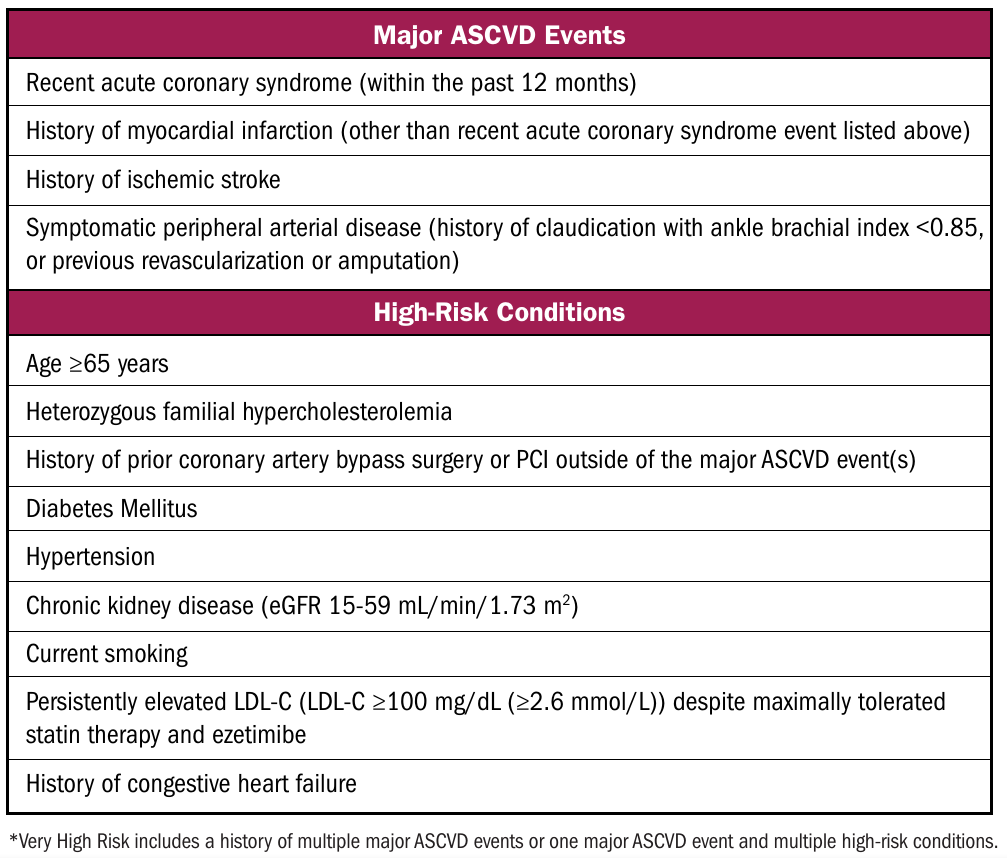 Major ASCVD Events
Recent acute coronary syndrome (within the past 12 months)
History of myocardial infarction (other than recent acute coronary syndrome event listed above)
History of ischemic stroke
Symptomatic peripheral arterial disease (history of claudication with ankle brachial index <0.85,
or previous revascularization or amputation)
High-Risk Conditions
Age ≥65 years
Heterozygous familial hypercholesterolemia
History of prior coronary artery bypass surgery or PCI outside of the major ASCVD event(s)
Diabetes Mellitus
Hypertension
Chronic kidney disease (eGFR 15-59 mL/min/1.73 m²)
Current smoking
Persistently elevated LDL-C (LDL-C ≥100 mg/dL (≥2.6 mmol/L)) despite maximally tolerated
statin therapy and ezetimibe
History of congestive heart failure
*Very High Risk includes a history of multiple major ASCVD events or one major ASCVD event and multiple high-risk conditions.